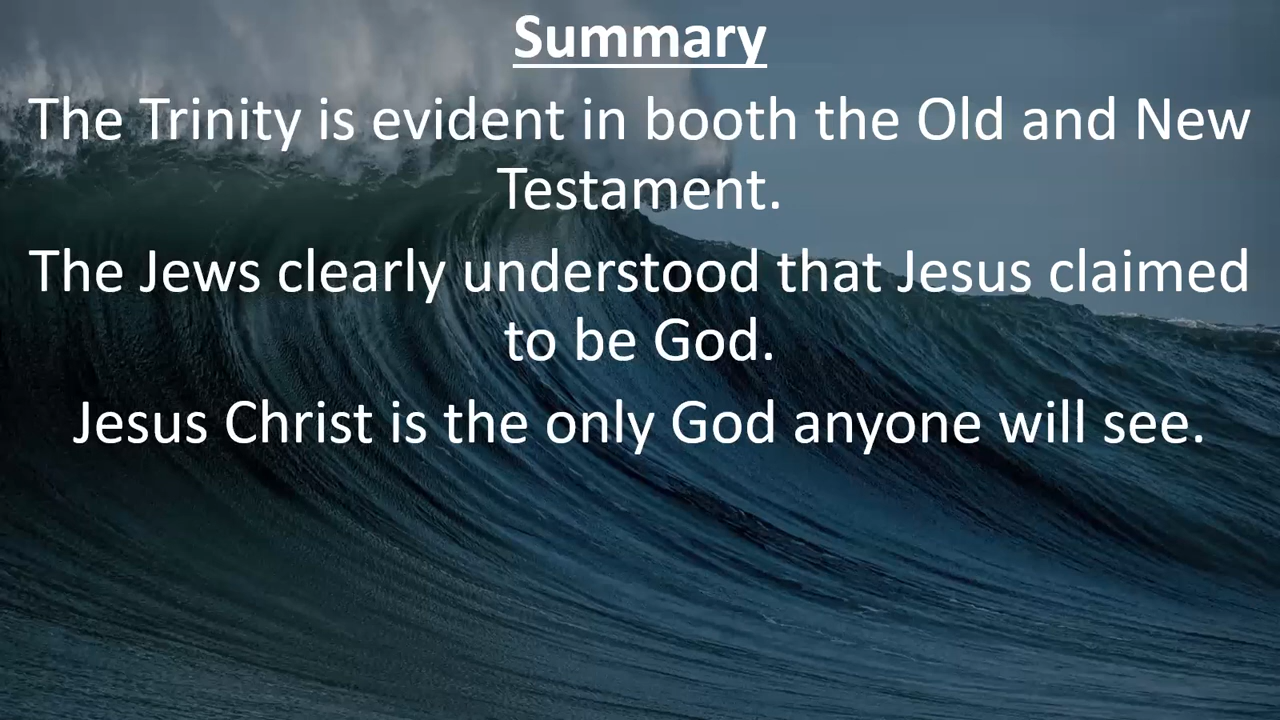 Summary
The Trinity is evident in booth the Old and New
Testament.
The Jews clearly understood that Jesus claimed
to be God.
Jesus Christ is the only God anyone will see.